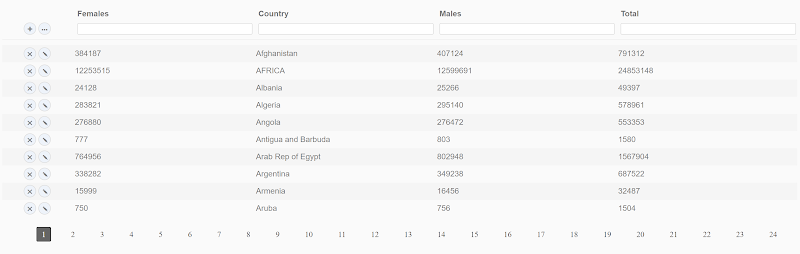 Females Country Males Total
384187 Afghanistan 407124 791312
12253515 AFRICA 12599691 24853148
24128 Albania 25266 49397
283821 Algeria 295140 578961
276880 Angola 276472 553353
777 Antigua and Barbuda 803 1580
764956 Arab Rep of Egypt 802948 1567904
338282 Argentina 349238 687522
15999 Armenia 16456 32487
750 Aruba 756 1504
1 2 3 4 5 6 7 8 9 10 11 12 13 14 15 16 17 18 19 20 21 22 23 24